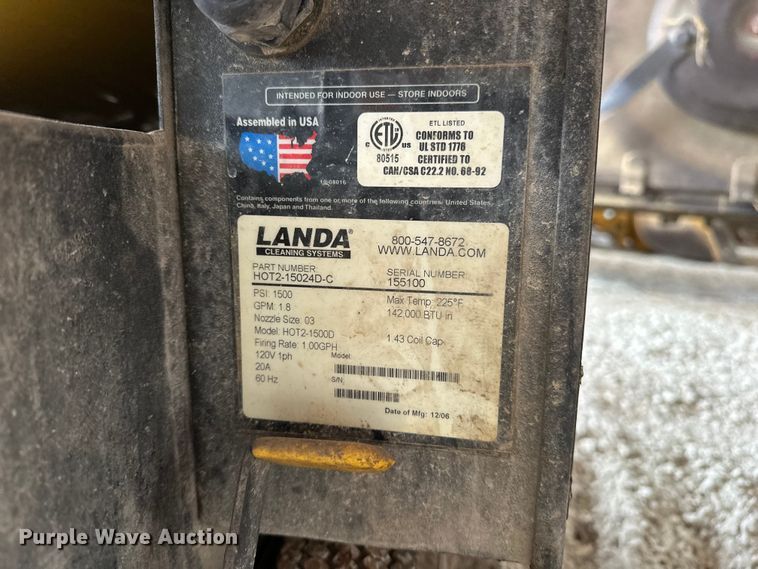 INTENDED FOR INDOOR USE — STORE INDOORS
Assembled in USA
ETL LISTED
CONFORMS TO
UL STD 1776
CERTIFIED TO
CAN/CSA C22.2 NO. 68-92
ETL
C US
80515
Contains components from one or more of the following countries: United States
China, Italy, Japan and Thailand.
LANDA®
CLEANING SYSTEMS
800-547-8672
WWW.LANDA.COM
PART NUMBER:
HOT2-15024D-C
SERIAL NUMBER
155100
PSI: 1500
GPM: 1.8
Nozzle Size: 03
Model: HOT2-1500D
Firing Rate: 1.00GPH
120V 1ph
20A
60 Hz
Max Temp: 225°F
142,000 BTU in
1.43 Coil Cap
Model:
S/N:
Date of Mfg: 12/06
Purple Wave Auction